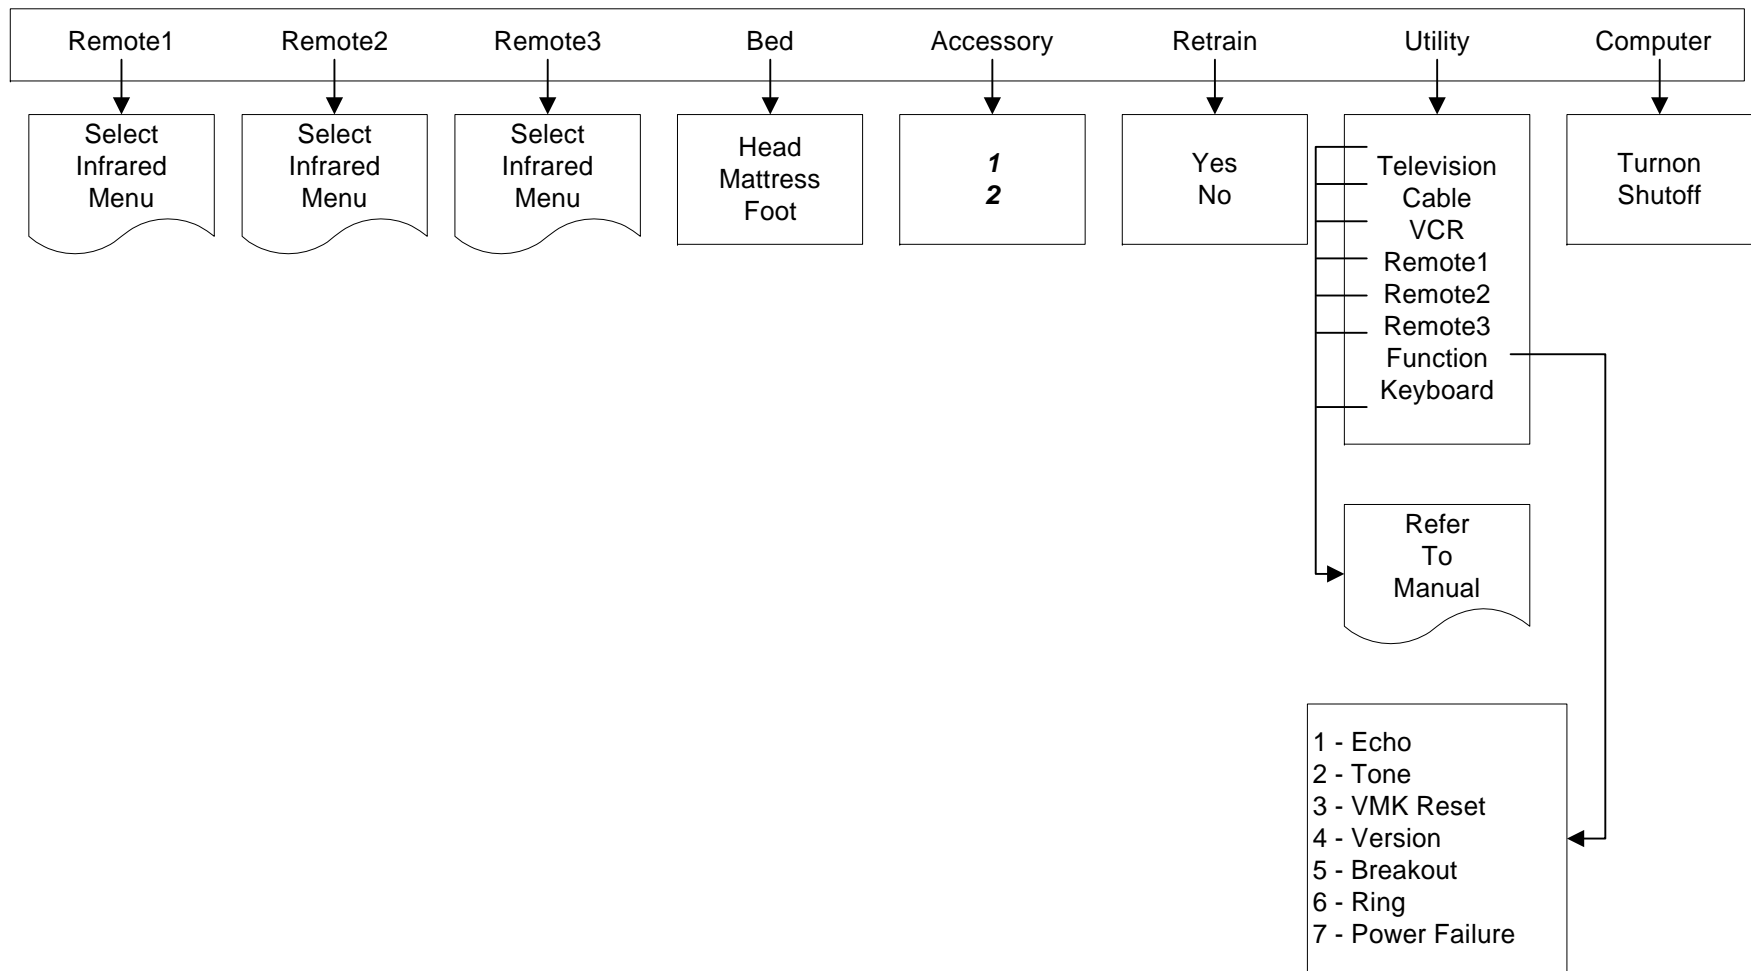 Remote1 Remote2 Remote3 Bed Accessory Retrain Utility Computer
Select
Infrared
Menu
Select
Infrared
Menu
Select
Infrared
Menu
Head
Mattress
Foot
1
2
Yes
No
Television
Cable
VCR
Remote1
Remote2
Remote3
Function
Keyboard
Turnon
Shutoff
Refer
To
Manual
1 - Echo
2 - Tone
3 - VMK Reset
4 - Version
5 - Breakout
6 - Ring
7 - Power Failure